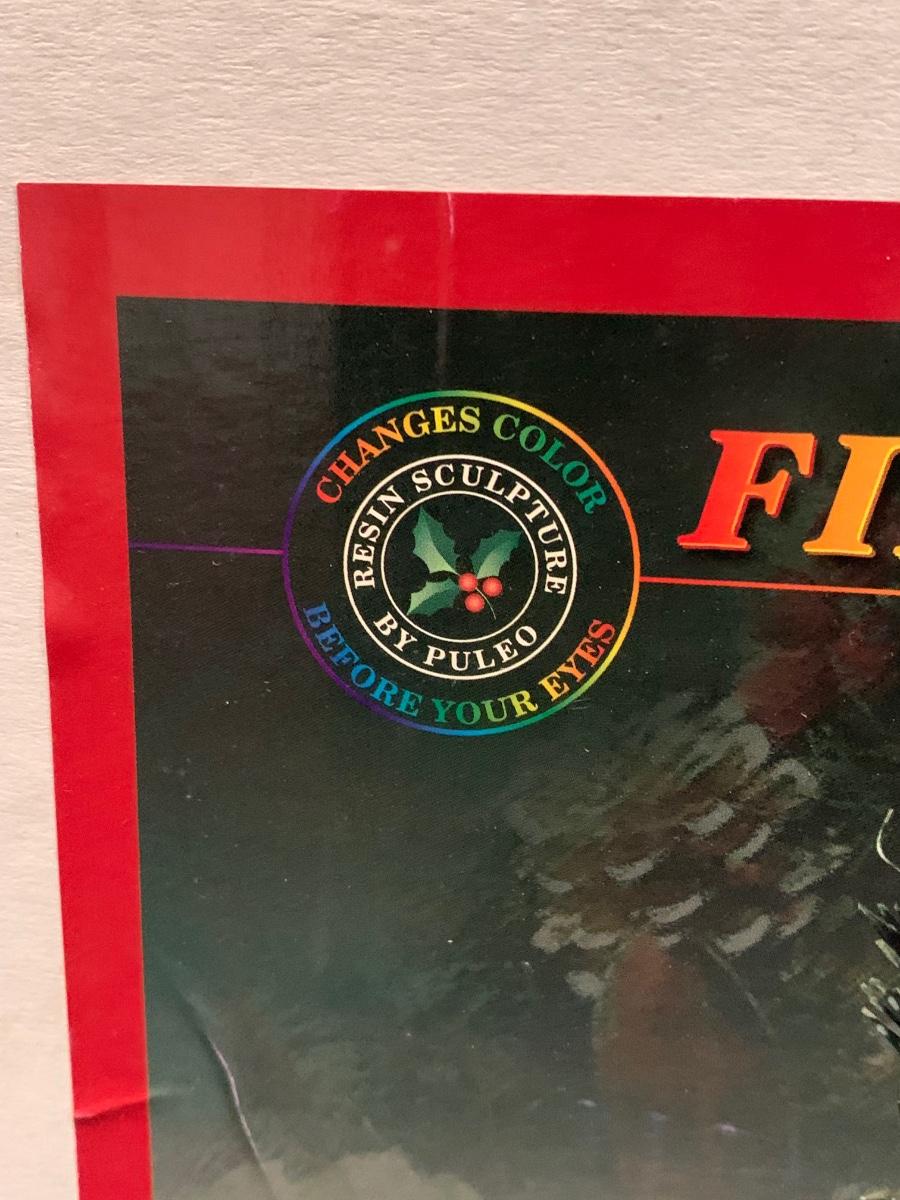 CHANGES COLOR
RESIN SCULPTURE
BY PULEO
BEFORE YOUR EYES